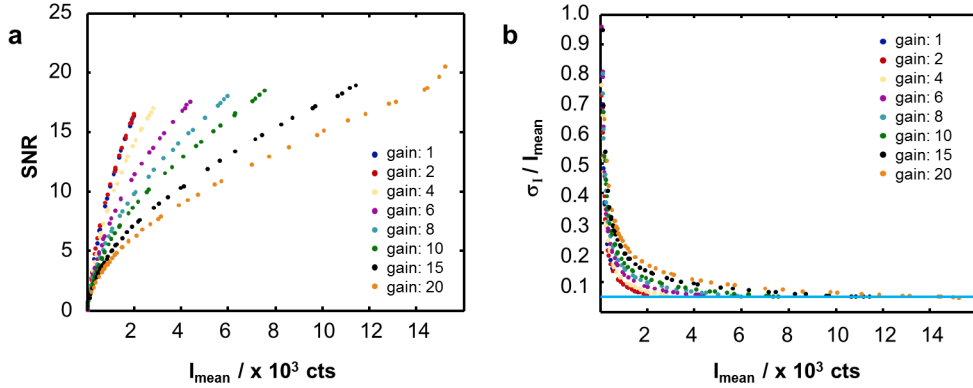 a
25
20
15
10
5
0
SNR
2 4 6 8 10 12 14
I_mean / x 10³ cts
gain: 1
gain: 2
gain: 4
gain: 6
gain: 8
gain: 10
gain: 15
gain: 20
b
1.0
0.9
0.8
0.7
0.6
0.5
0.4
0.3
0.2
0.1
σ_I / I_mean
2 4 6 8 10 12 14
I_mean / x 10³ cts
gain: 1
gain: 2
gain: 4
gain: 6
gain: 8
gain: 10
gain: 15
gain: 20